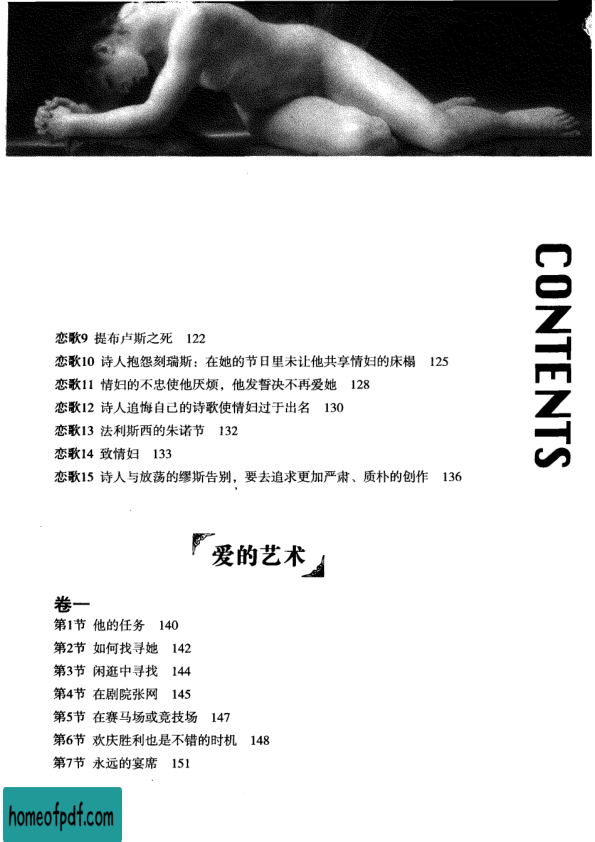 CONTENTS
恋歌9 提布卢斯之死 122
恋歌10 诗人抱怨刻瑞斯：在她的节日里未让他共享情妇的床榻 125
恋歌11 情妇的不忠使他厌烦，他发誓决不再爱她 128
恋歌12 诗人追悔自己的诗歌使情妇过于出名 130
恋歌13 法利斯西的朱诺节 132
恋歌14 致情妇 133
恋歌15 诗人与放荡的缪斯告别，要去追求更加严肃、质朴的创作 136
爱的艺术
卷一
第1节 他的任务 140
第2节 如何找寻她 142
第3节 闲逛中寻找 144
第4节 在剧院张网 145
第5节 在赛马场或竞技场 147
第6节 欢庆胜利也是不错的时机 148
第7节 永远的宴席 151
homeofpdf.com